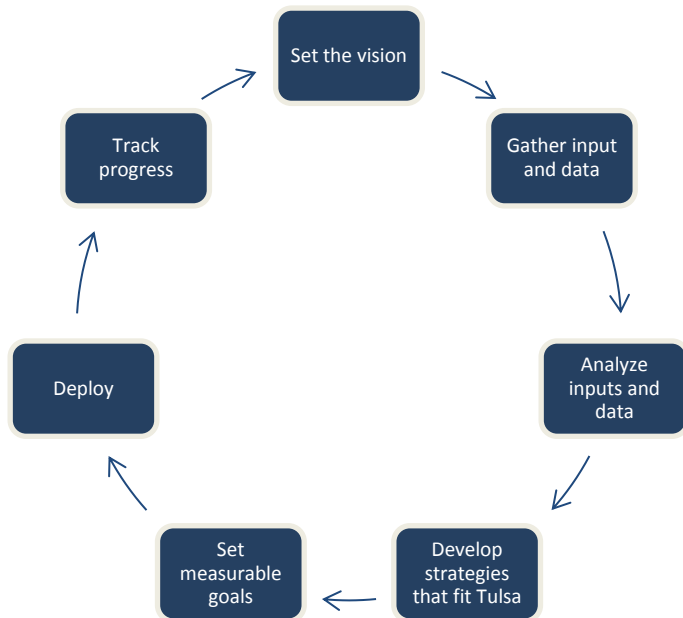 Set the vision
Gather input
and data
Analyze
inputs and
data
Develop
strategies
that fit Tulsa
Set
measurable
goals
Deploy
Track
progress